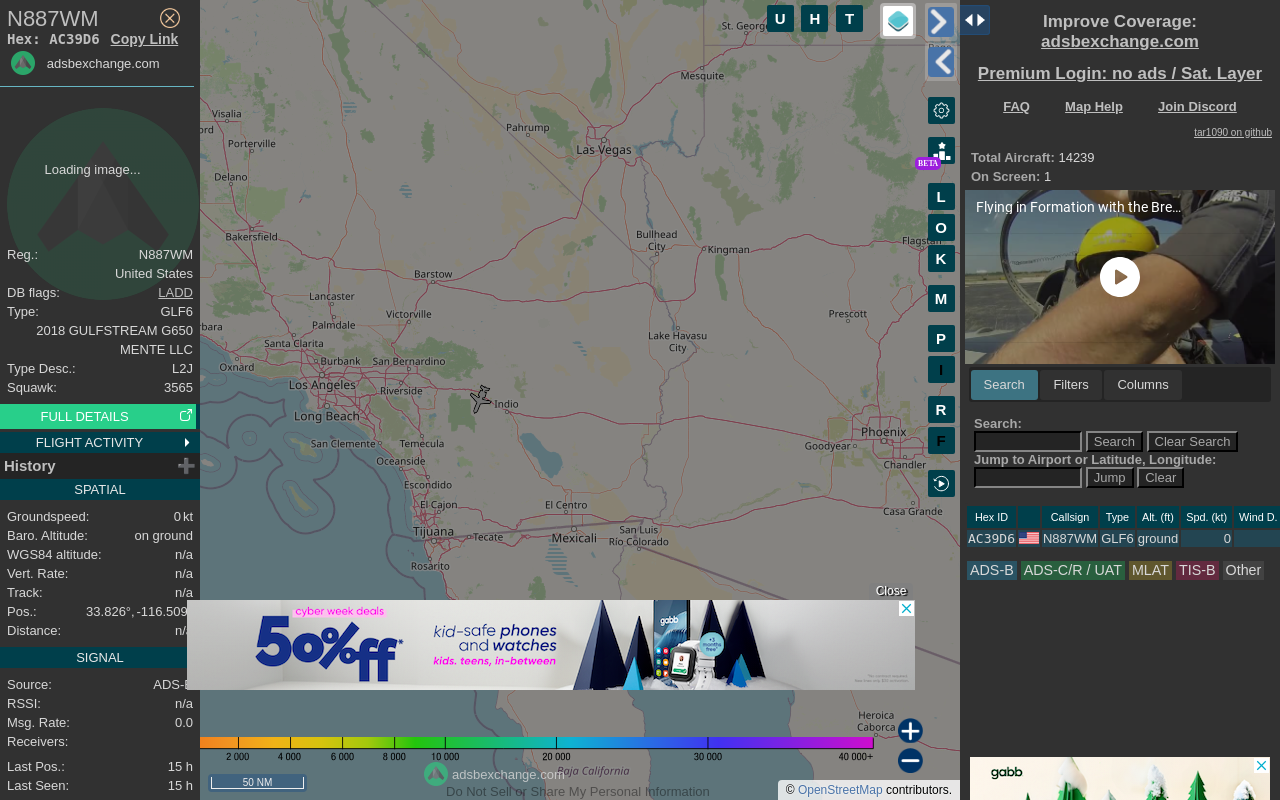 N887WM
Hex: AC39D6 Copy Link
adsbexchange.com
Loading image...
Reg.: N887WM
United States
DB flags: LADD
Type: GLF6
2018 GULFSTREAM G650
MENTE LLC
Type Desc.: L2J
Squawk: 3565
FULL DETAILS
FLIGHT ACTIVITY
History
SPATIAL
Groundspeed: 0 kt
Baro. Altitude: on ground
WGS84 altitude: n/a
Vert. Rate: n/a
Track: n/a
Pos.: 33.826°, -116.509
Distance: n/
SIGNAL
Source: ADS-
RSSI: n/a
Msg. Rate: 0.0
Receivers:
Last Pos.: 15 h
Last Seen: 15 h
U H T
St. George
Mesquite
Visalia
ord
Porterville
Pahrump
Las Vegas
Delano
BETA
L
O
K
M
P
I
R
F
Bakersfield
Bullhead
City
Kingman
Flagst
Barstow
Lancaster
Victorville
Prescott
bara
Palmdale
Santa Clarita
Lake Havasu
City
Oxnard
Burbank
San Bernardino
Los Angeles
Riverside
Indio
Long Beach
Phoenix
San Clemente
Temecula
Goodyear
Oceanside
Chandler
Escondido
El Cajon
El Centro
Casa Grande
Tijuana
Tecate
Mexicali
San Luis
Río Colorado
Rosarito
Close
cyber week deals
50%off*
kid-safe phones
and watches
kids. teens, in-between
gabb
+3
months
free*
Heroica
Caborca
2 000 4 000 6 000 8 000 10 000 20 000 30 000 40 000+
50 NM
adsbexchange.com
Baja California
Do Not Sell or Share My Personal Information
© OpenStreetMap contributors.
Improve Coverage:
adsbexchange.com
Premium Login: no ads / Sat. Layer
FAQ Map Help Join Discord
tar1090 on github
Total Aircraft: 14239
On Screen: 1
Flying in Formation with the Bre...
Search Filters Columns
Search:
Search Clear Search
Jump to Airport or Latitude, Longitude:
Jump Clear
Hex ID Callsign Type Alt. (ft) Spd. (kt) Wind D.
AC39D6 N887WM GLF6 ground 0
ADS-B ADS-C/R / UAT MLAT TIS-B Other
gabb